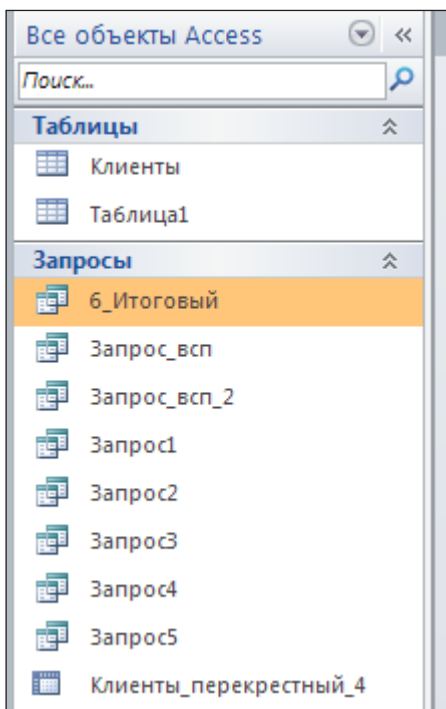 Все объекты Access
Поиск...
Таблицы
Клиенты
Таблица1
Запросы
6_Итоговый
Запрос_всп
Запрос_всп_2
Запрос1
Запрос2
Запрос3
Запрос4
Запрос5
Клиенты_перекрестный_4